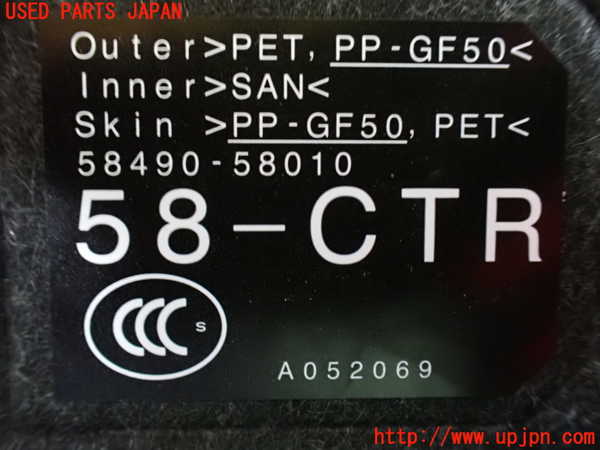 USED PARTS JAPAN
Outer>PET, PP-GF50<
Inner>SAN<
Skin >PP-GF50, PET<
58490-58010
58-CTR
CCC S
A052069
http://www.upjpn.com